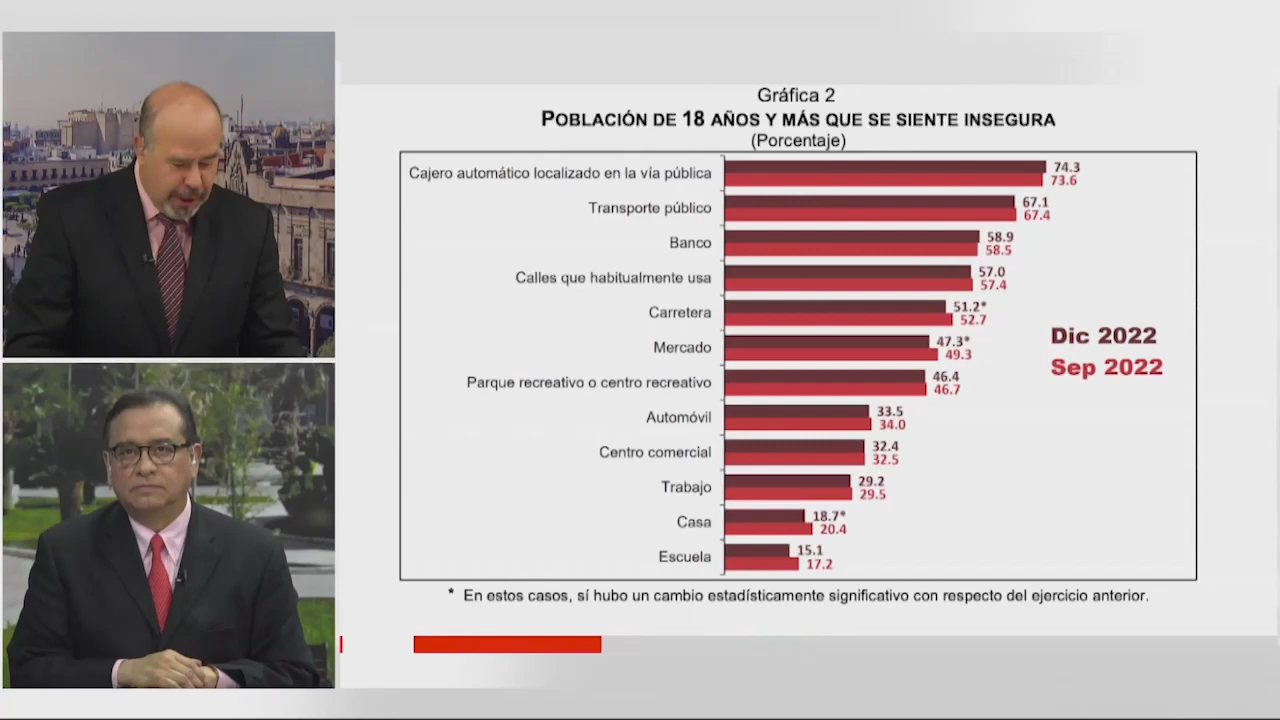 Gráfica 2
POBLACIÓN DE 18 AÑOS Y MÁS QUE SE SIENTE INSEGURA
(Porcentaje)
Cajero automático localizado en la vía pública 74.3
73.6
Transporte público 67.1
67.4
Banco 58.9
58.5
Calles que habitualmente usa 57.0
57.4
Carretera 51.2*
52.7
Mercado 47.3*
49.3
Parque recreativo o centro recreativo 46.4
46.7
Automóvil 33.5
34.0
Centro comercial 32.4
32.5
Trabajo 29.2
29.5
Casa 18.7*
20.4
Escuela 15.1
17.2
Dic 2022
Sep 2022
* En estos casos, sí hubo un cambio estadísticamente significativo con respecto del ejercicio anterior.